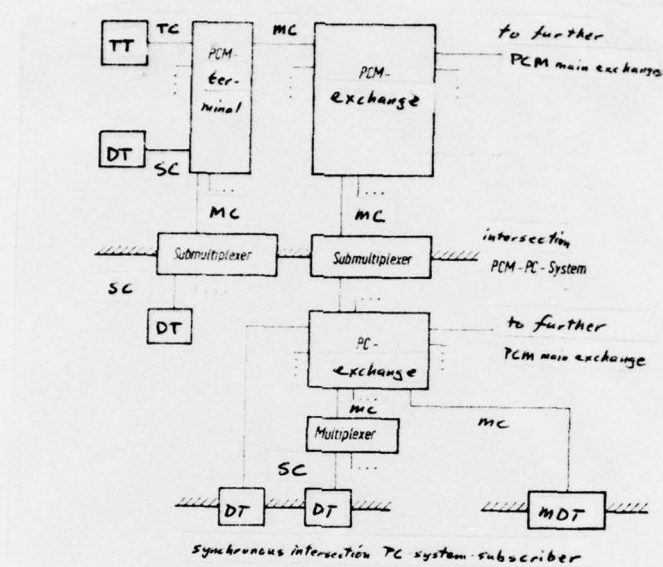 TT
TC
PCM-
ter-
minal
MC
PCM-
exchange
to further
PCM main exchanges
DT
SC
MC
MC
Submultiplexer
Submultiplexer
intersection
PCM-PC-System
SC
DT
PC-
exchange
to further
PCM main exchange
MC
Multiplexer
MC
SC
DT
DT
MDT
synchronous intersection PC-system-subscriber